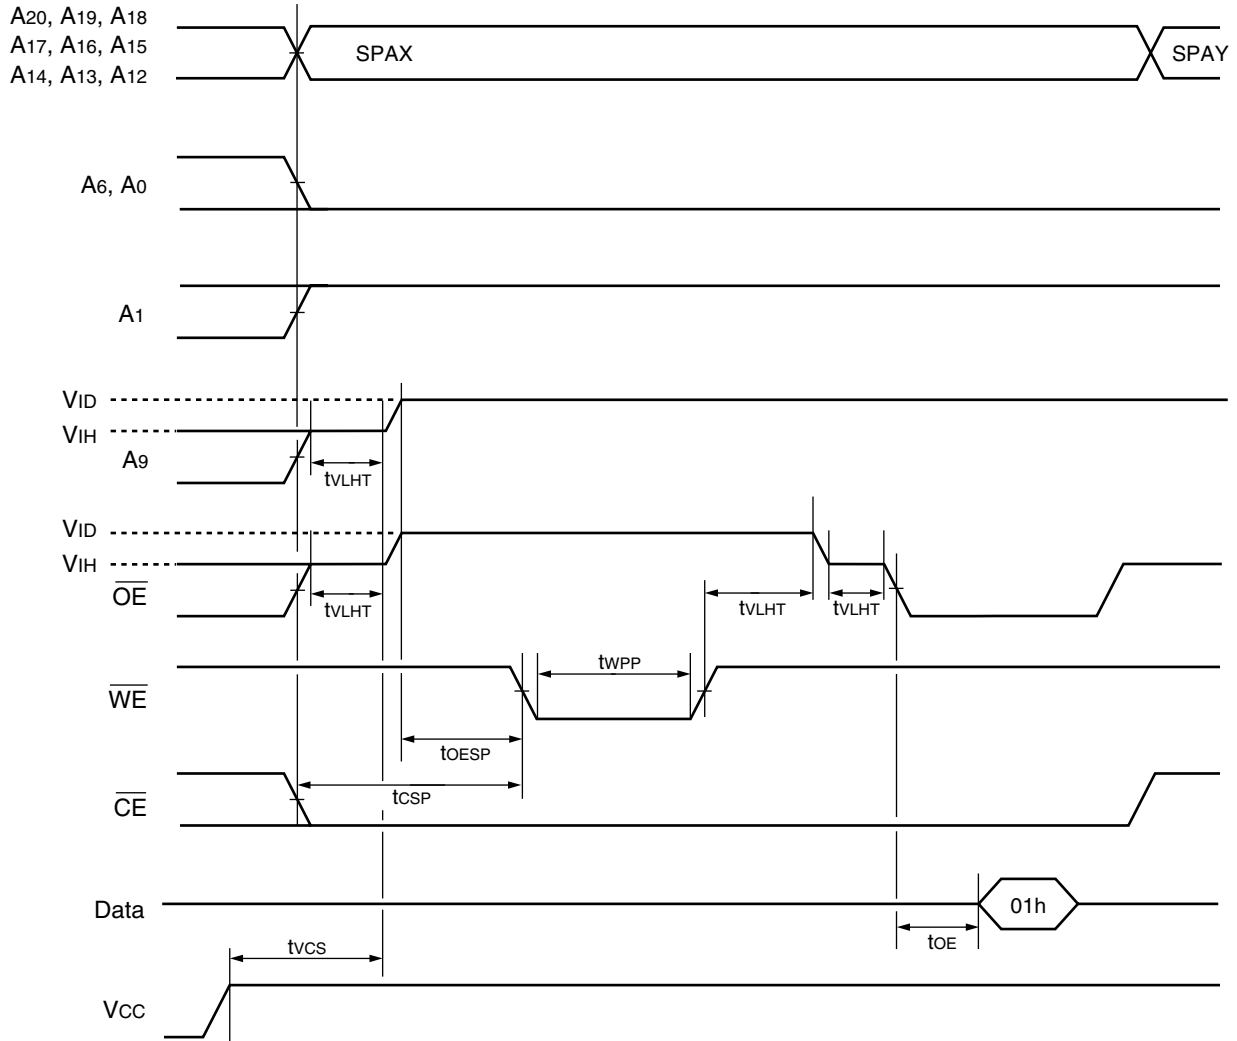 A20, A19, A18
A17, A16, A15
A14, A13, A12
SPAX
SPAY
A6, A0
A1
VID
VIH
A9
tVLHT
VID
VIH
OE
tVLHT
tVLHT
tVLHT
WE
tWPP
tOESP
CE
tCSP
Data
01h
tOE
tVCS
VCC